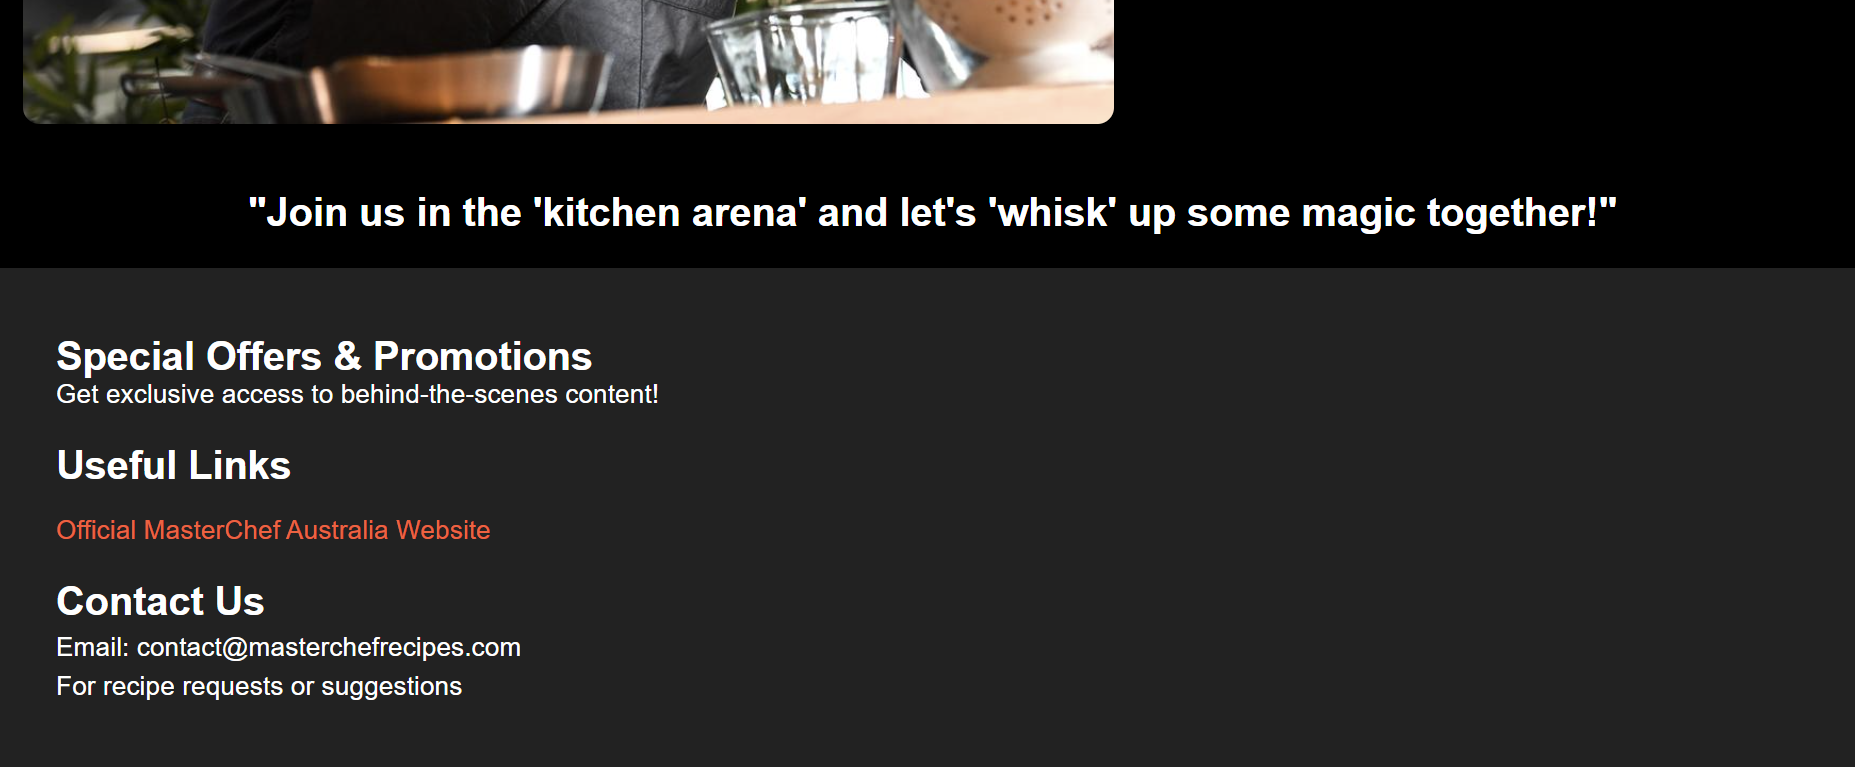 "Join us in the 'kitchen arena' and let's 'whisk' up some magic together!"
Special Offers & Promotions
Get exclusive access to behind-the-scenes content!
Useful Links
Official MasterChef Australia Website
Contact Us
Email: contact@masterchefrecipes.com
For recipe requests or suggestions